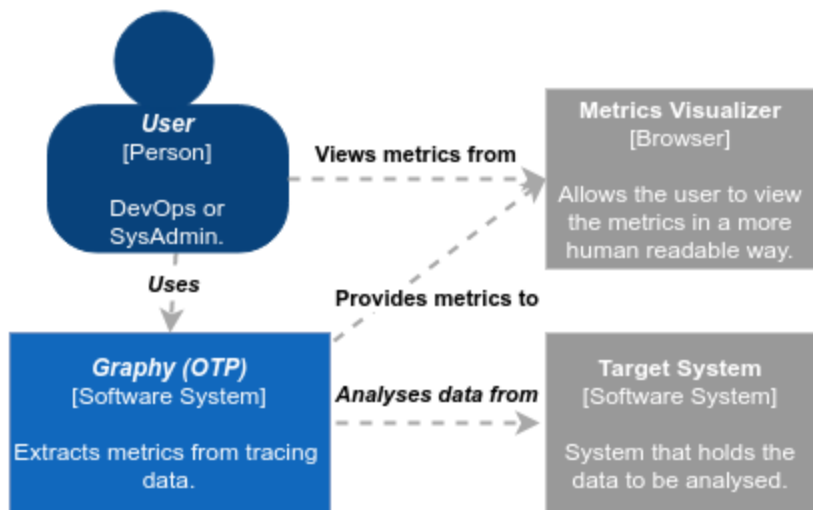 User
[Person]
DevOps or
SysAdmin.
Views metrics from
Metrics Visualizer
[Browser]
Allows the user to view
the metrics in a more
human readable way.
Uses
Provides metrics to
Graphy (OTP)
[Software System]
Extracts metrics from tracing
data.
Analyses data from
Target System
[Software System]
System that holds the
data to be analysed.